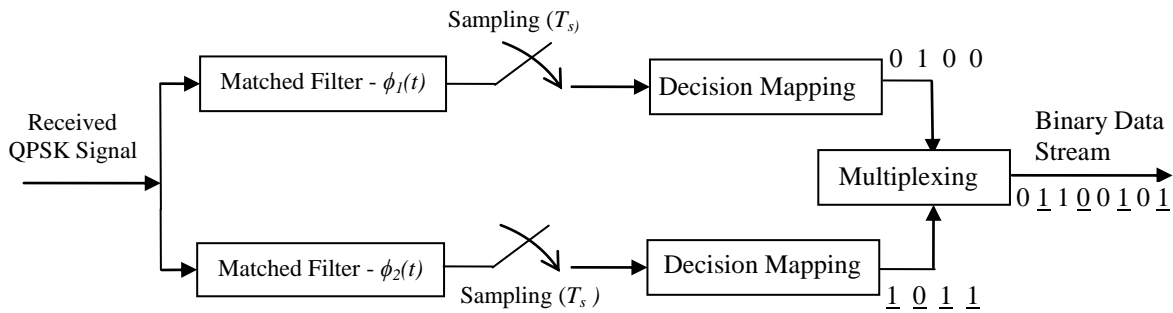 Sampling (Ts)
0 1 0 0
Matched Filter - ϕ1(t)
Decision Mapping
Received
QPSK Signal
Binary Data
Stream
Multiplexing
0 1 1 0 0 1 0 1
Matched Filter - ϕ2(t)
Decision Mapping
Sampling (Ts )
1 0 1 1